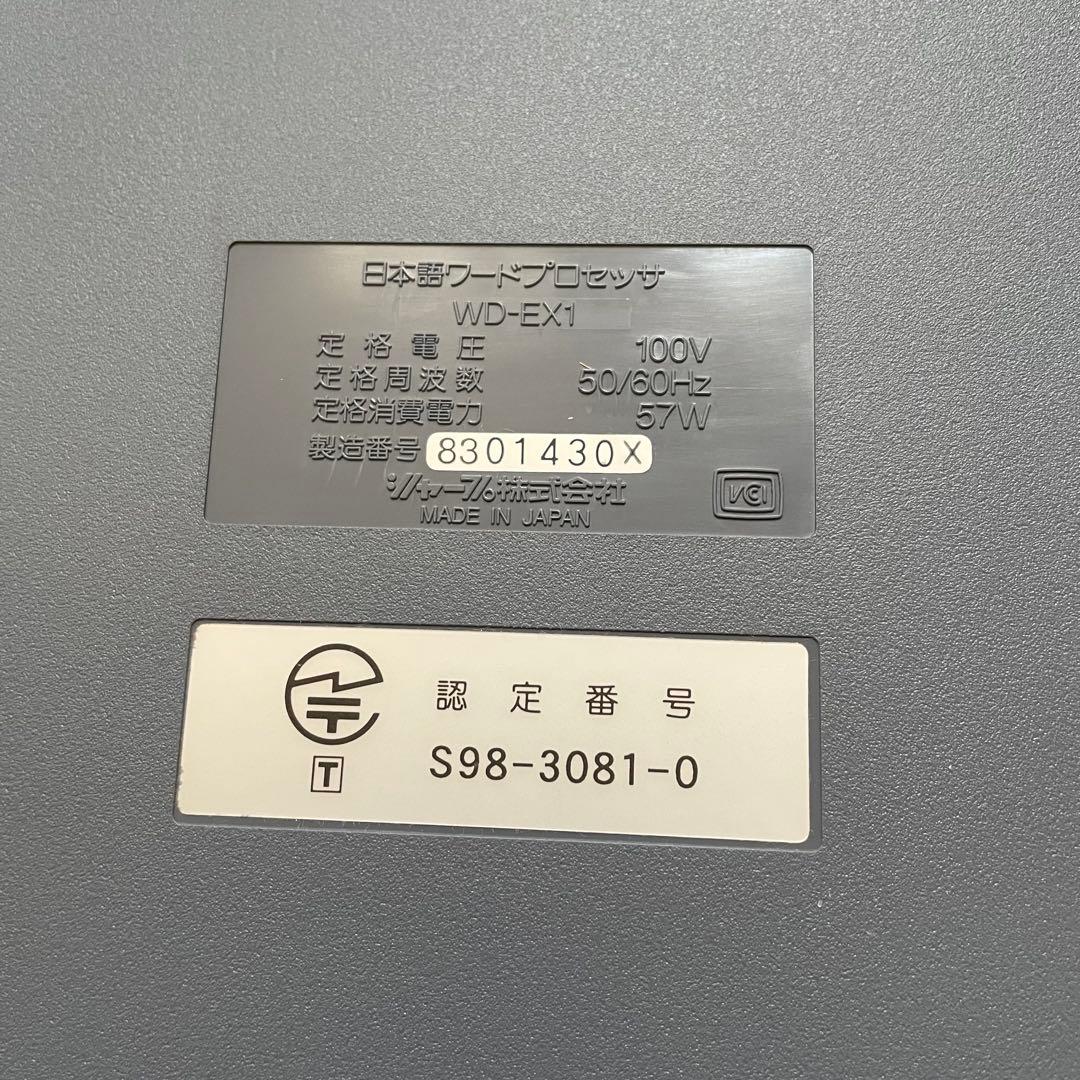 日本語ワードプロセッサ
WD-EX1
定格電圧 100V
定格周波数 50/60Hz
定格消費電力 57W
製造番号 8301430X
シャープ株式会社
MADE IN JAPAN
VCI
認定番号
T S98-3081-0